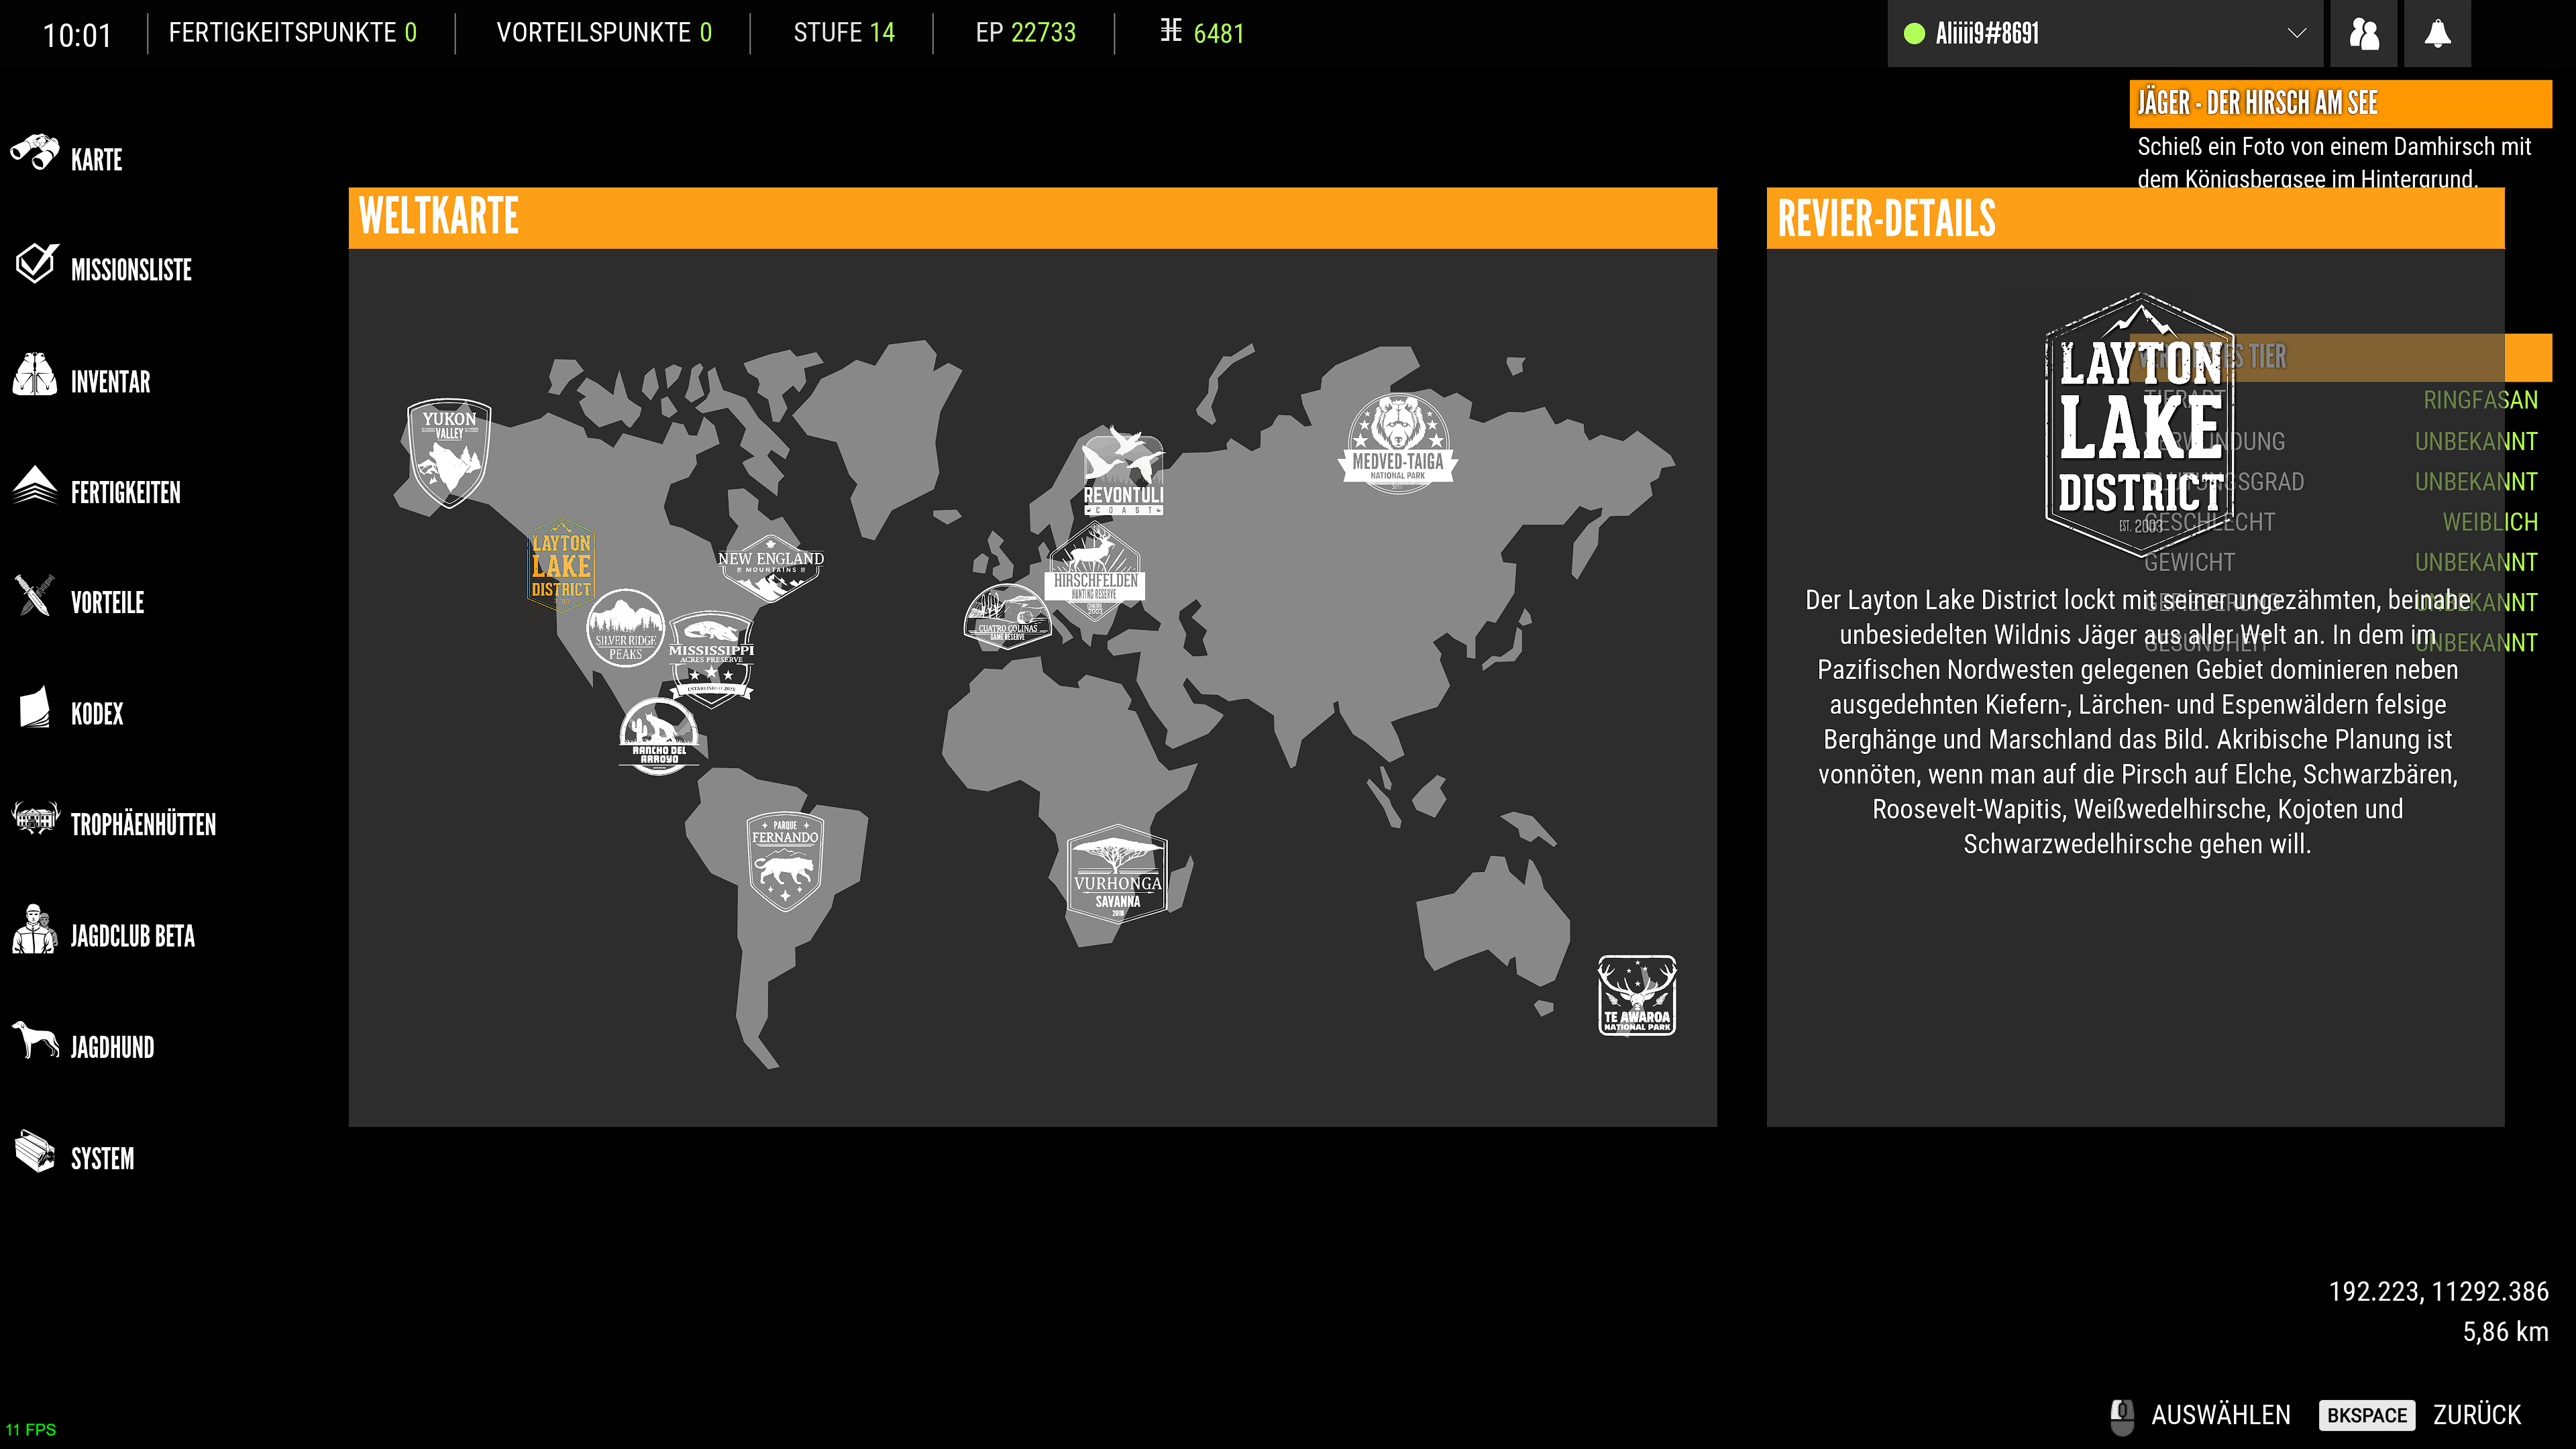 10:01
FERTIGKEITSPUNKTE 0
VORTEILSPUNKTE 0
STUFE 14
EP 22733
6481
Aliiii9#8691
JÄGER - DER HIRSCH AM SEE
Schieß ein Foto von einem Damhirsch mit
dem Königsbergsee im Hintergrund.
KARTE
MISSIONSLISTE
INVENTAR
FERTIGKEITEN
VORTEILE
KODEX
TROPHÄENHÜTTEN
JAGDCLUB BETA
JAGDHUND
SYSTEM
WELTKARTE
YUKON
VALLEY
LAYTON
LAKE
DISTRICT
NEW ENGLAND
MOUNTAINS
SILVER RIDGE
PEAKS
MISSISSIPPI
ACRES PRESERVE
RANCHO DEL
ARROYO
PARQUE
FERNANDO
REVONTULI
COAST
HIRSCHFELDEN
HUNTING RESERVE
2003
CUATRO COLINAS
GAME RESERVE
MEDVED-TAIGA
NATIONAL PARK
VURHONGA
SAVANNA
TE AWAROA
NATIONAL PARK
REVIER-DETAILS
LAYTON
LAKE
DISTRICT
EST. 2003
TIER
RINGFASAN
UNBEKANNT
UNBEKANNT
GESCHLECHT WEIBLICH
GEWICHT UNBEKANNT
UNBEKANNT
GESUNDHEIT UNBEKANNT
Der Layton Lake District lockt mit seiner ungezähmten, beinahe
unbesiedelten Wildnis Jäger aus aller Welt an. In dem im
Pazifischen Nordwesten gelegenen Gebiet dominieren neben
ausgedehnten Kiefern-, Lärchen- und Espenwäldern felsige
Berghänge und Marschland das Bild. Akribische Planung ist
vonnöten, wenn man auf die Pirsch auf Elche, Schwarzbären,
Roosevelt-Wapitis, Weißwedelhirsche, Kojoten und
Schwarzwedelhirsche gehen will.
192.223, 11292.386
5,86 km
AUSWÄHLEN
BKSPACE ZURÜCK
11 FPS